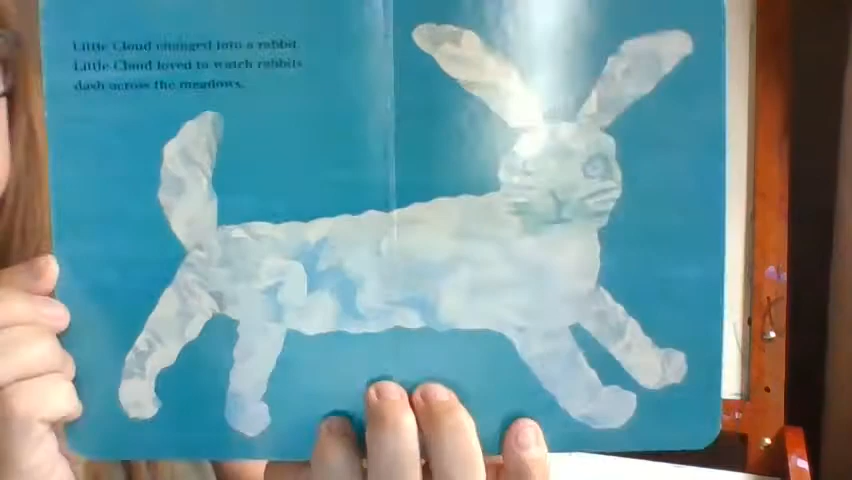 Little Cloud changed into a rabbit.
Little Cloud loved to watch rabbits
dash across the meadows.